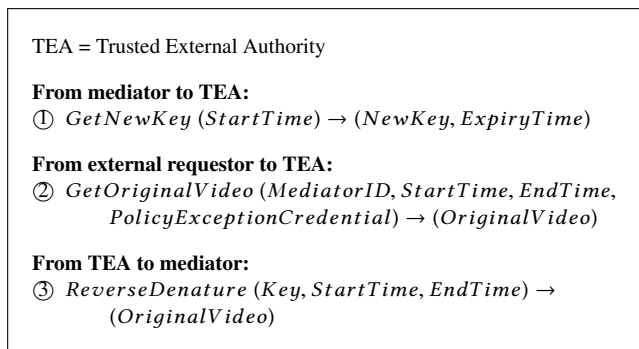 TEA = Trusted External Authority
From mediator to TEA:
① GetNewKey (StartTime) → (NewKey, ExpiryTime)
From external requestor to TEA:
② GetOriginalVideo (MediatorID, StartTime, EndTime,
PolicyExceptionCredential) → (OriginalVideo)
From TEA to mediator:
③ ReverseDenature (Key, StartTime, EndTime) →
(OriginalVideo)